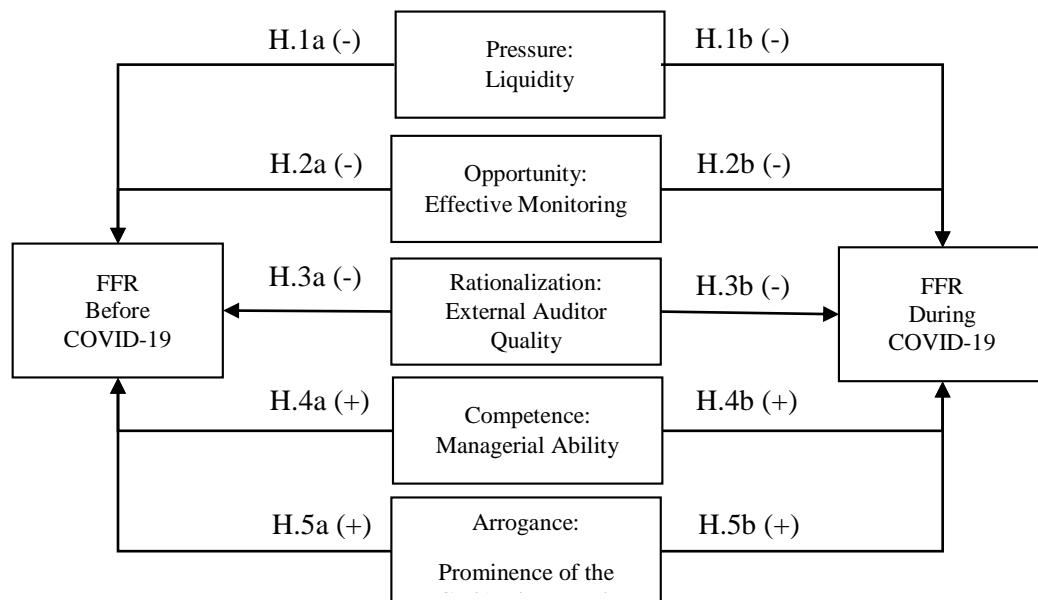 H.1a (-)
Pressure:
Liquidity
H.1b (-)
H.2a (-)
Opportunity:
Effective Monitoring
H.2b (-)
FFR
Before
COVID-19
H.3a (-)
Rationalization:
External Auditor
Quality
H.3b (-)
FFR
During
COVID-19
H.4a (+)
Competence:
Managerial Ability
H.4b (+)
H.5a (+)
Arrogance:
Prominence of the
H.5b (+)